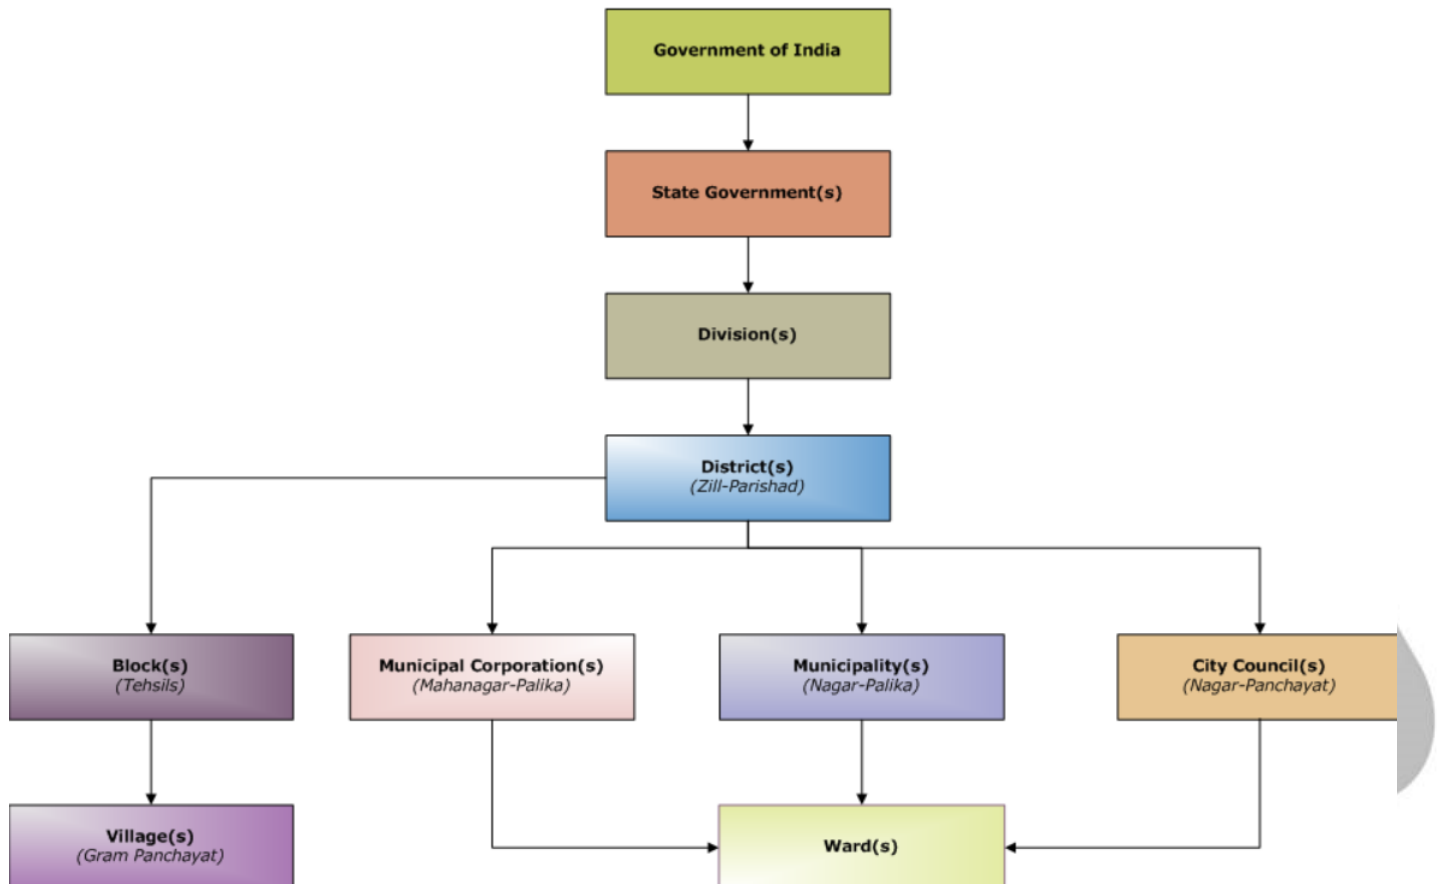 Government of India
State Government(s)
Division(s)
District(s)
(Zill-Parishad)
Block(s)
(Tehsils)
Municipal Corporation(s)
(Mahanagar-Palika)
Municipality(s)
(Nagar-Palika)
City Council(s)
(Nagar-Panchayat)
Village(s)
(Gram Panchayat)
Ward(s)